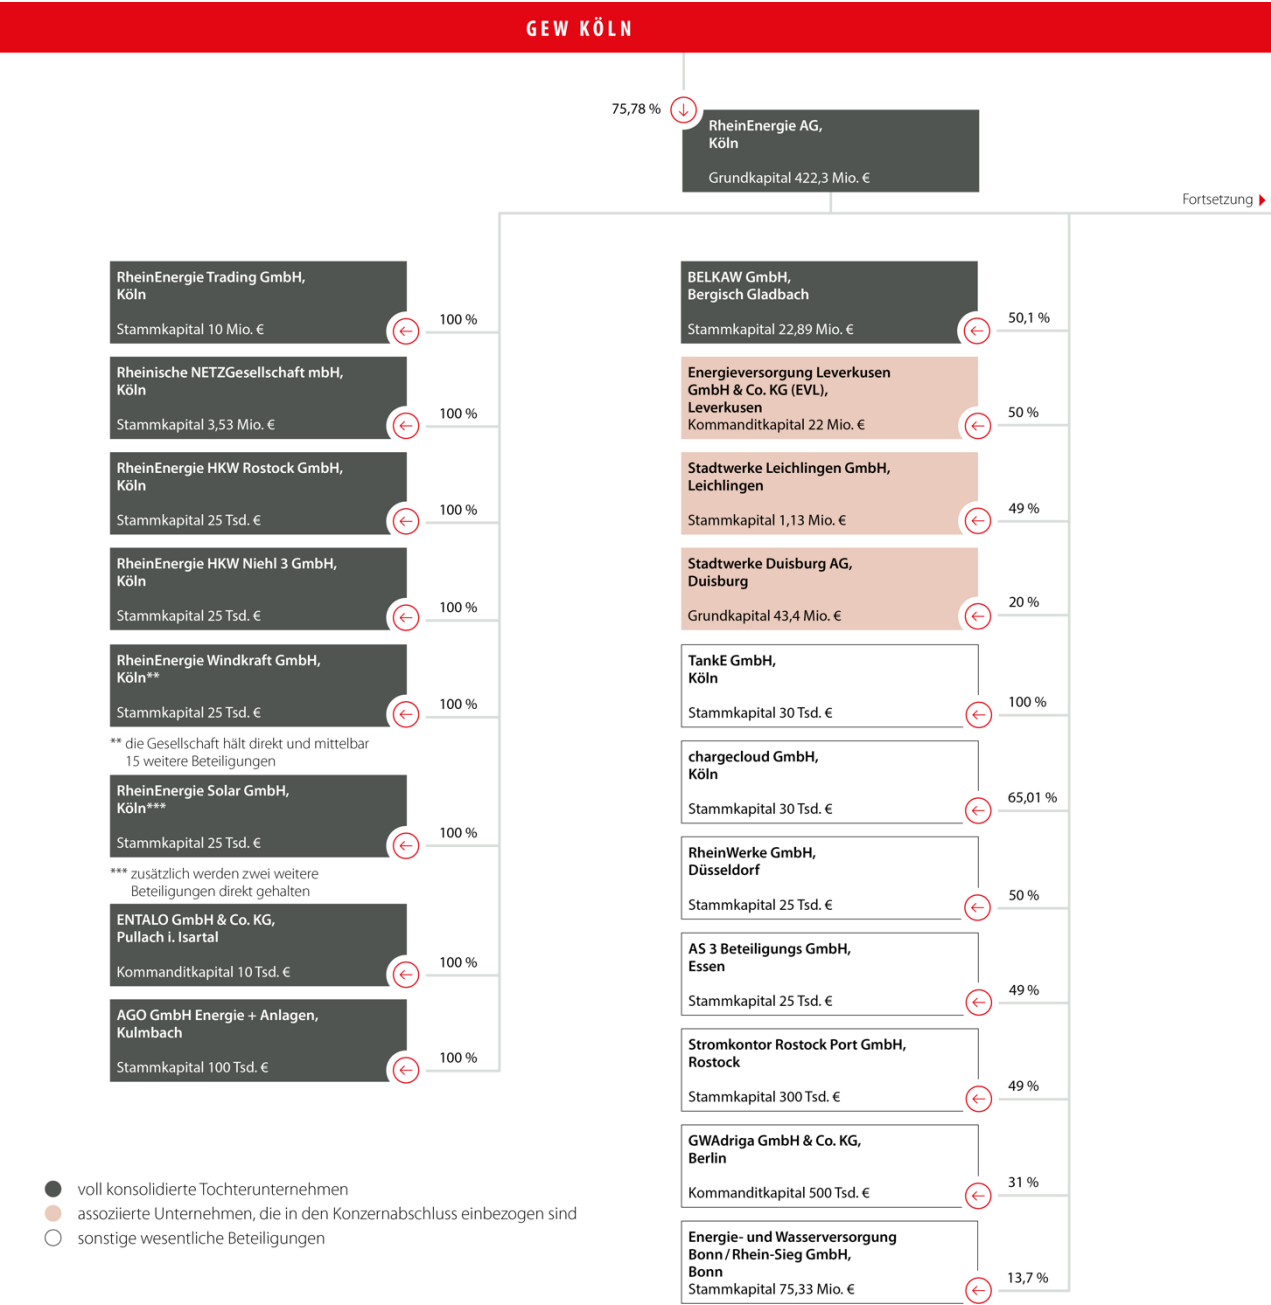 GEW KÖLN
75,78 %
RheinEnergie AG,
Köln
Grundkapital 422,3 Mio. €
Fortsetzung
RheinEnergie Trading GmbH,
Köln
Stammkapital 10 Mio. €
100 %
Rheinische NETZGesellschaft mbH,
Köln
Stammkapital 3,53 Mio. €
100 %
RheinEnergie HKW Rostock GmbH,
Köln
Stammkapital 25 Tsd. €
100 %
RheinEnergie HKW Niehl 3 GmbH,
Köln
Stammkapital 25 Tsd. €
100 %
RheinEnergie Windkraft GmbH,
Köln**
Stammkapital 25 Tsd. €
100 %
** die Gesellschaft hält direkt und mittelbar
15 weitere Beteiligungen
RheinEnergie Solar GmbH,
Köln***
Stammkapital 25 Tsd. €
100 %
*** zusätzlich werden zwei weitere
Beteiligungen direkt gehalten
ENTALO GmbH & Co. KG,
Pullach i. Isartal
Kommanditkapital 10 Tsd. €
100 %
AGO GmbH Energie + Anlagen,
Kulmbach
Stammkapital 100 Tsd. €
100 %
BELKAW GmbH,
Bergisch Gladbach
Stammkapital 22,89 Mio. €
50,1 %
Energieversorgung Leverkusen
GmbH & Co. KG (EVL),
Leverkusen
Kommanditkapital 22 Mio. €
50 %
Stadtwerke Leichlingen GmbH,
Leichlingen
Stammkapital 1,13 Mio. €
49 %
Stadtwerke Duisburg AG,
Duisburg
Grundkapital 43,4 Mio. €
20 %
TankE GmbH,
Köln
Stammkapital 30 Tsd. €
100 %
chargecloud GmbH,
Köln
Stammkapital 30 Tsd. €
65,01 %
RheinWerke GmbH,
Düsseldorf
Stammkapital 25 Tsd. €
50 %
AS 3 Beteiligungs GmbH,
Essen
Stammkapital 25 Tsd. €
49 %
Stromkontor Rostock Port GmbH,
Rostock
Stammkapital 300 Tsd. €
49 %
GWAdriga GmbH & Co. KG,
Berlin
Kommanditkapital 500 Tsd. €
31 %
Energie- und Wasserversorgung
Bonn / Rhein-Sieg GmbH,
Bonn
Stammkapital 75,33 Mio. €
13,7 %
voll konsolidierte Tochterunternehmen
assoziierte Unternehmen, die in den Konzernabschluss einbezogen sind
sonstige wesentliche Beteiligungen